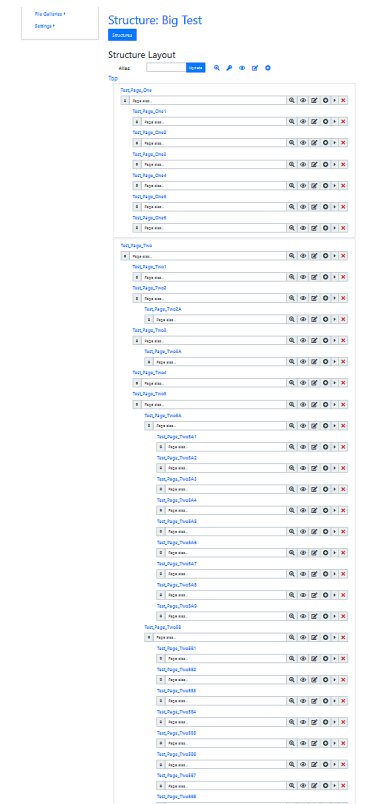 File Galleries
Settings
Structure: Big Test
Structures
Structure Layout
Alias: Update
Top
Test_Page_One
Page alias...
Test_Page_One1
Page alias...
Test_Page_One2
Page alias...
Test_Page_One3
Page alias...
Test_Page_One4
Page alias...
Test_Page_One5
Page alias...
Test_Page_One6
Page alias...
Test_Page_Two
Page alias...
Test_Page_Two1
Page alias...
Test_Page_Two2
Page alias...
Test_Page_Two2A
Page alias...
Test_Page_Two3
Page alias...
Test_Page_Two3A
Page alias...
Test_Page_Two4
Page alias...
Test_Page_Two5
Page alias...
Test_Page_Two5A
Page alias...
Test_Page_Two5A1
Page alias...
Test_Page_Two5A2
Page alias...
Test_Page_Two5A3
Page alias...
Test_Page_Two5A4
Page alias...
Test_Page_Two5A5
Page alias...
Test_Page_Two5A6
Page alias...
Test_Page_Two5A7
Page alias...
Test_Page_Two5A8
Page alias...
Test_Page_Two5A9
Page alias...
Test_Page_Two5B
Page alias...
Test_Page_Two5B1
Page alias...
Test_Page_Two5B2
Page alias...
Test_Page_Two5B3
Page alias...
Test_Page_Two5B4
Page alias...
Test_Page_Two5B5
Page alias...
Test_Page_Two5B6
Page alias...
Test_Page_Two5B7
Page alias...
Test_Page_Two5B8